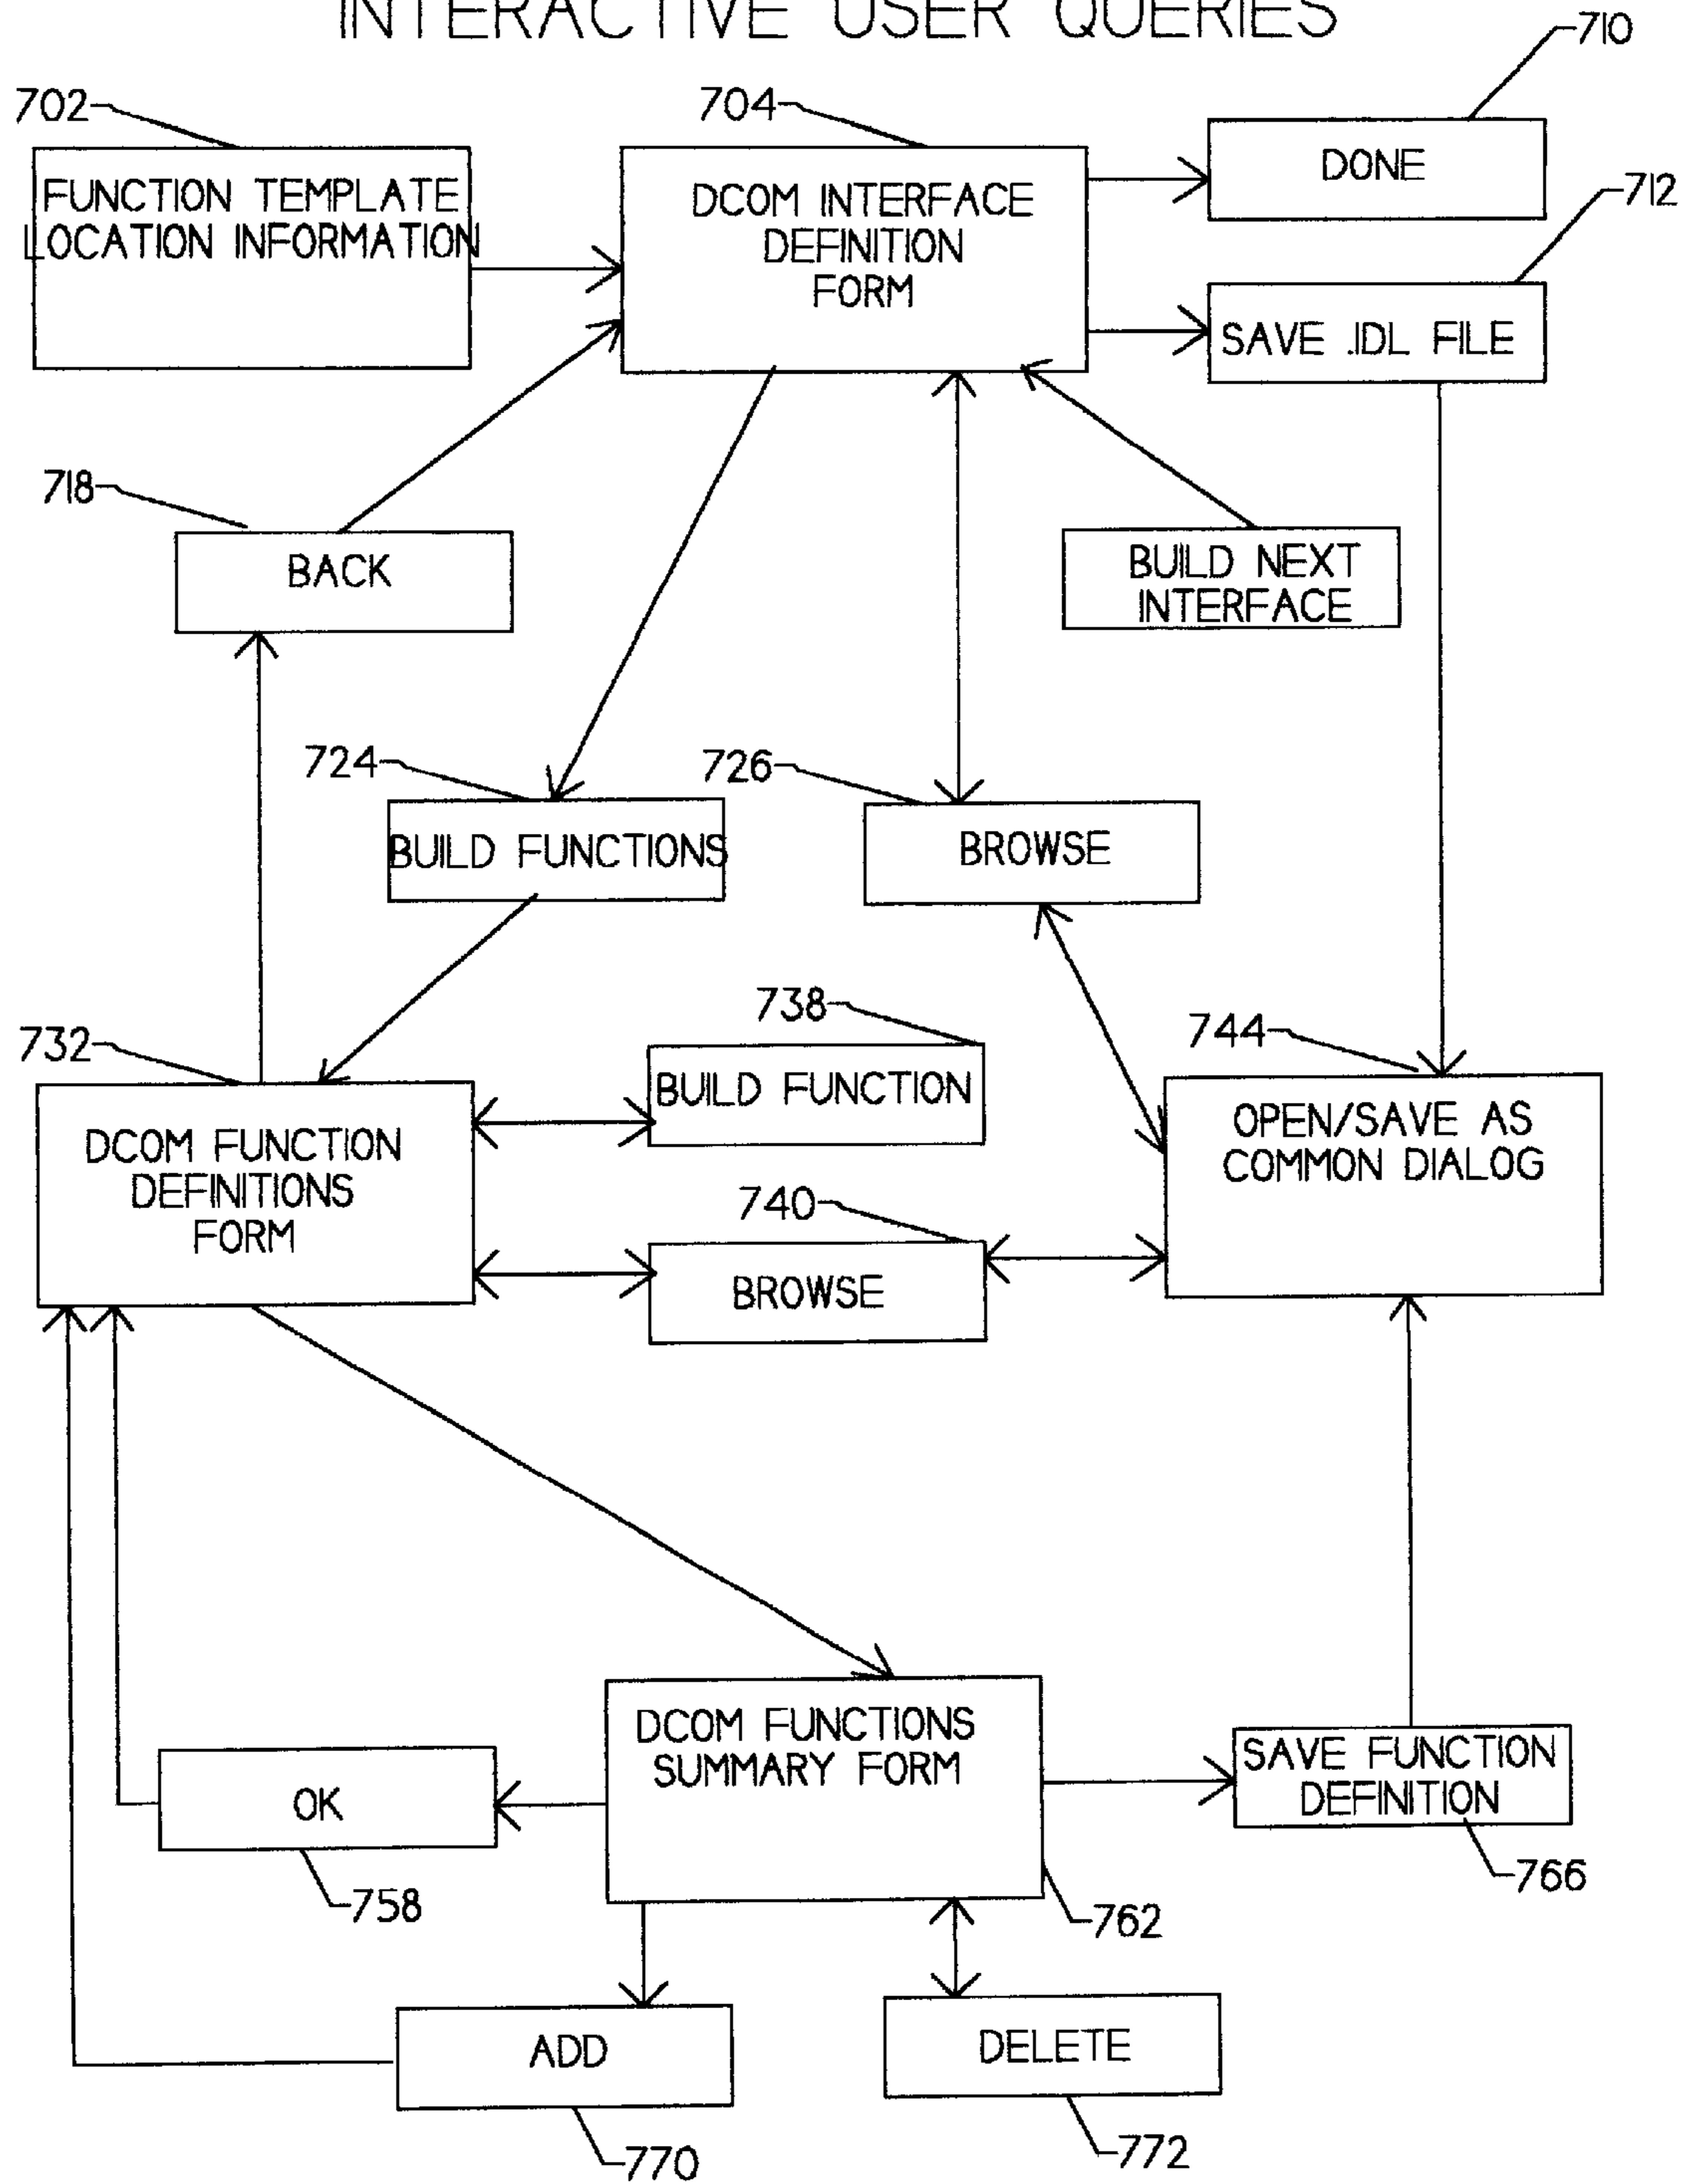 INTERACTIVE USER QUERIES
710
702
704
FUNCTION TEMPLATE
LOCATION INFORMATION
DCOM INTERFACE
DEFINITION
FORM
DONE
712
SAVE .IDL FILE
718
BACK
BUILD NEXT
INTERFACE
724
726
BUILD FUNCTIONS
BROWSE
738
732
744
BUILD FUNCTION
DCOM FUNCTION
DEFINITIONS
FORM
OPEN/SAVE AS
COMMON DIALOG
740
BROWSE
DCOM FUNCTIONS
SUMMARY FORM
SAVE FUNCTION
DEFINITION
OK
766
758
762
ADD
DELETE
770
772